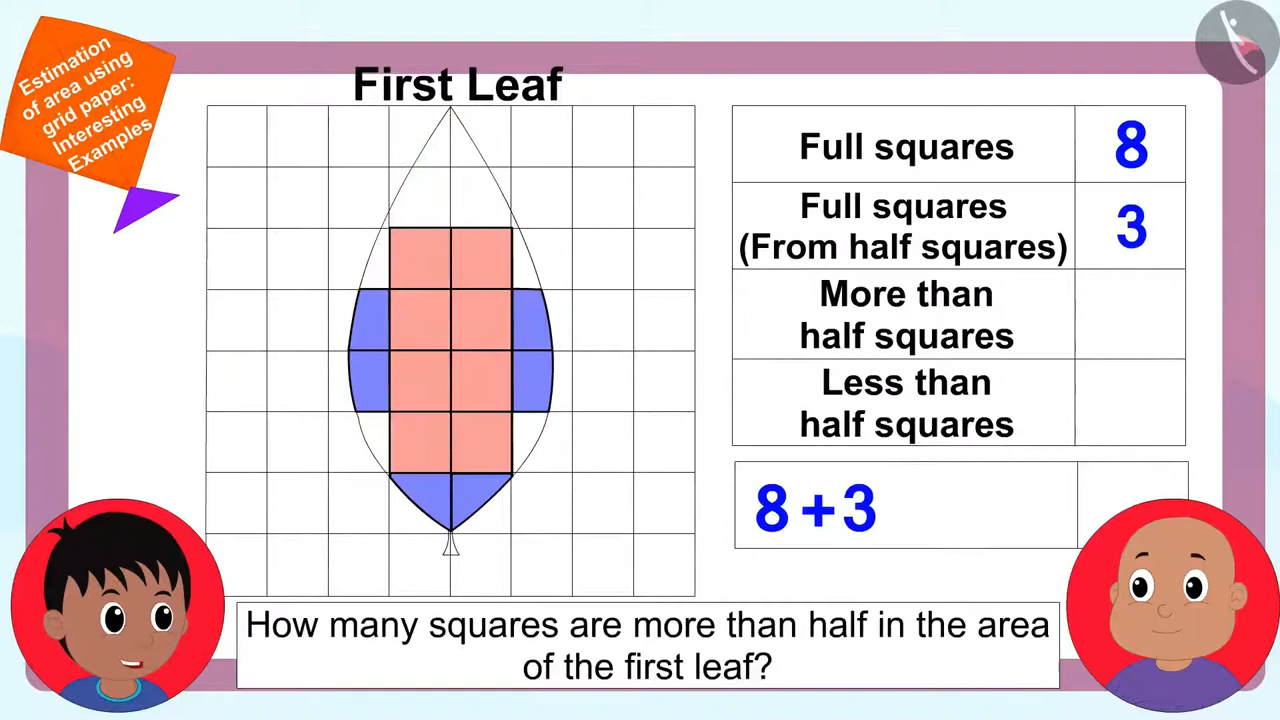 Estimation
of area using
grid paper:
Interesting
Examples
First Leaf
Full squares
8
Full squares
(From half squares)
3
More than
half squares
Less than
half squares
8+3
How many squares are more than half in the area
of the first leaf?